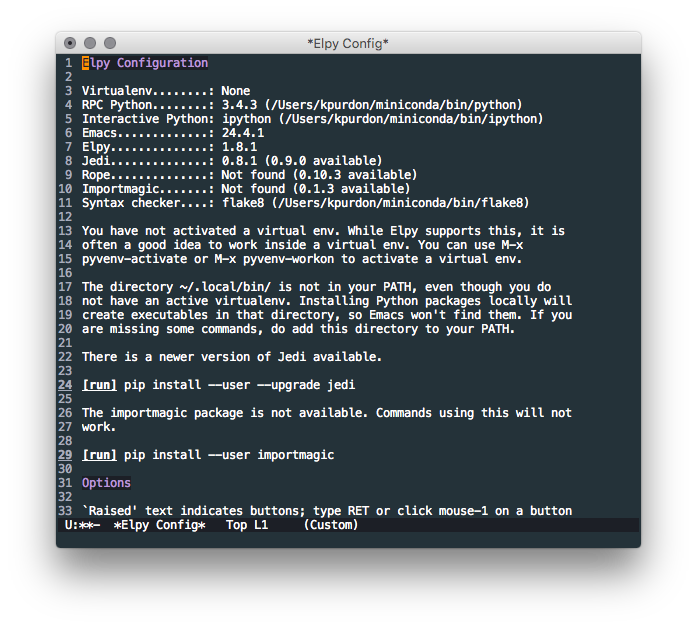 *Elpy Config*
1 Elpy Configuration
2
3 Virtualenv........: None
4 RPC Python........: 3.4.3 (/Users/kpurdon/miniconda/bin/python)
5 Interactive Python: ipython (/Users/kpurdon/miniconda/bin/ipython)
6 Emacs.............: 24.4.1
7 Elpy..............: 1.8.1
8 Jedi..............: 0.8.1 (0.9.0 available)
9 Rope..............: Not found (0.10.3 available)
10 Importmagic.......: Not found (0.1.3 available)
11 Syntax checker....: flake8 (/Users/kpurdon/miniconda/bin/flake8)
12
13 You have not activated a virtual env. While Elpy supports this, it is
14 often a good idea to work inside a virtual env. You can use M-x
15 pyvenv-activate or M-x pyvenv-workon to activate a virtual env.
16
17 The directory ~/.local/bin/ is not in your PATH, even though you do
18 not have an active virtualenv. Installing Python packages locally will
19 create executables in that directory, so Emacs won't find them. If you
20 are missing some commands, do add this directory to your PATH.
21
22 There is a newer version of Jedi available.
23
24 [run] pip install --user --upgrade jedi
25
26 The importmagic package is not available. Commands using this will not
27 work.
28
29 [run] pip install --user importmagic
30
31 Options
32
33 `Raised' text indicates buttons; type RET or click mouse-1 on a button
U:**- *Elpy Config* Top L1 (Custom)